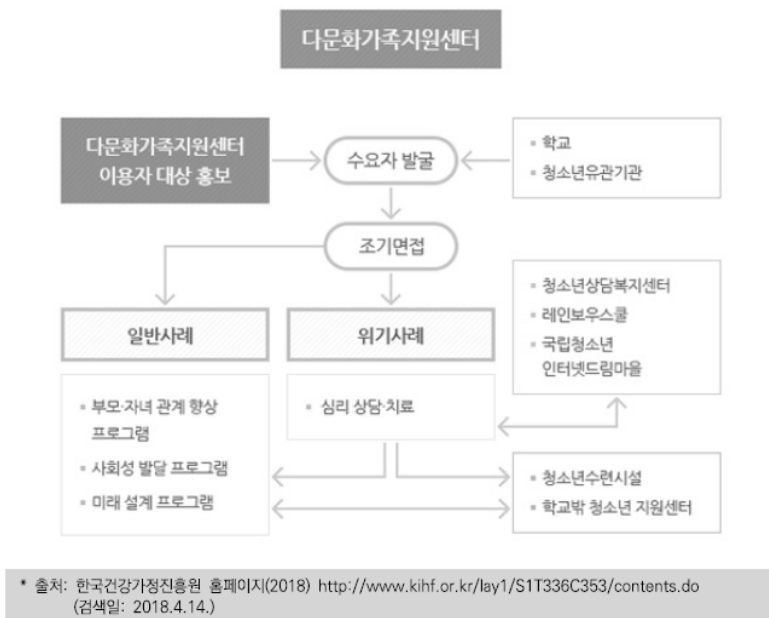 다문화가족지원센터
다문화가족지원센터
이용자 대상 홍보
수요자 발굴
▪ 학교
▪ 청소년유관기관
조기면접
일반사례
위기사례
▪ 청소년상담복지센터
▪ 레인보우스쿨
▪ 국립청소년
인터넷드림마을
▪ 부모·자녀 관계 향상
프로그램
▪ 사회성 발달 프로그램
▪ 미래 설계 프로그램
▪ 심리 상담·치료
▪ 청소년수련시설
▪ 학교밖 청소년 지원센터
* 출처: 한국건강가정진흥원 홈페이지(2018) http://www.kihf.or.kr/lay1/S1T336C353/contents.do
(검색일: 2018.4.14.)